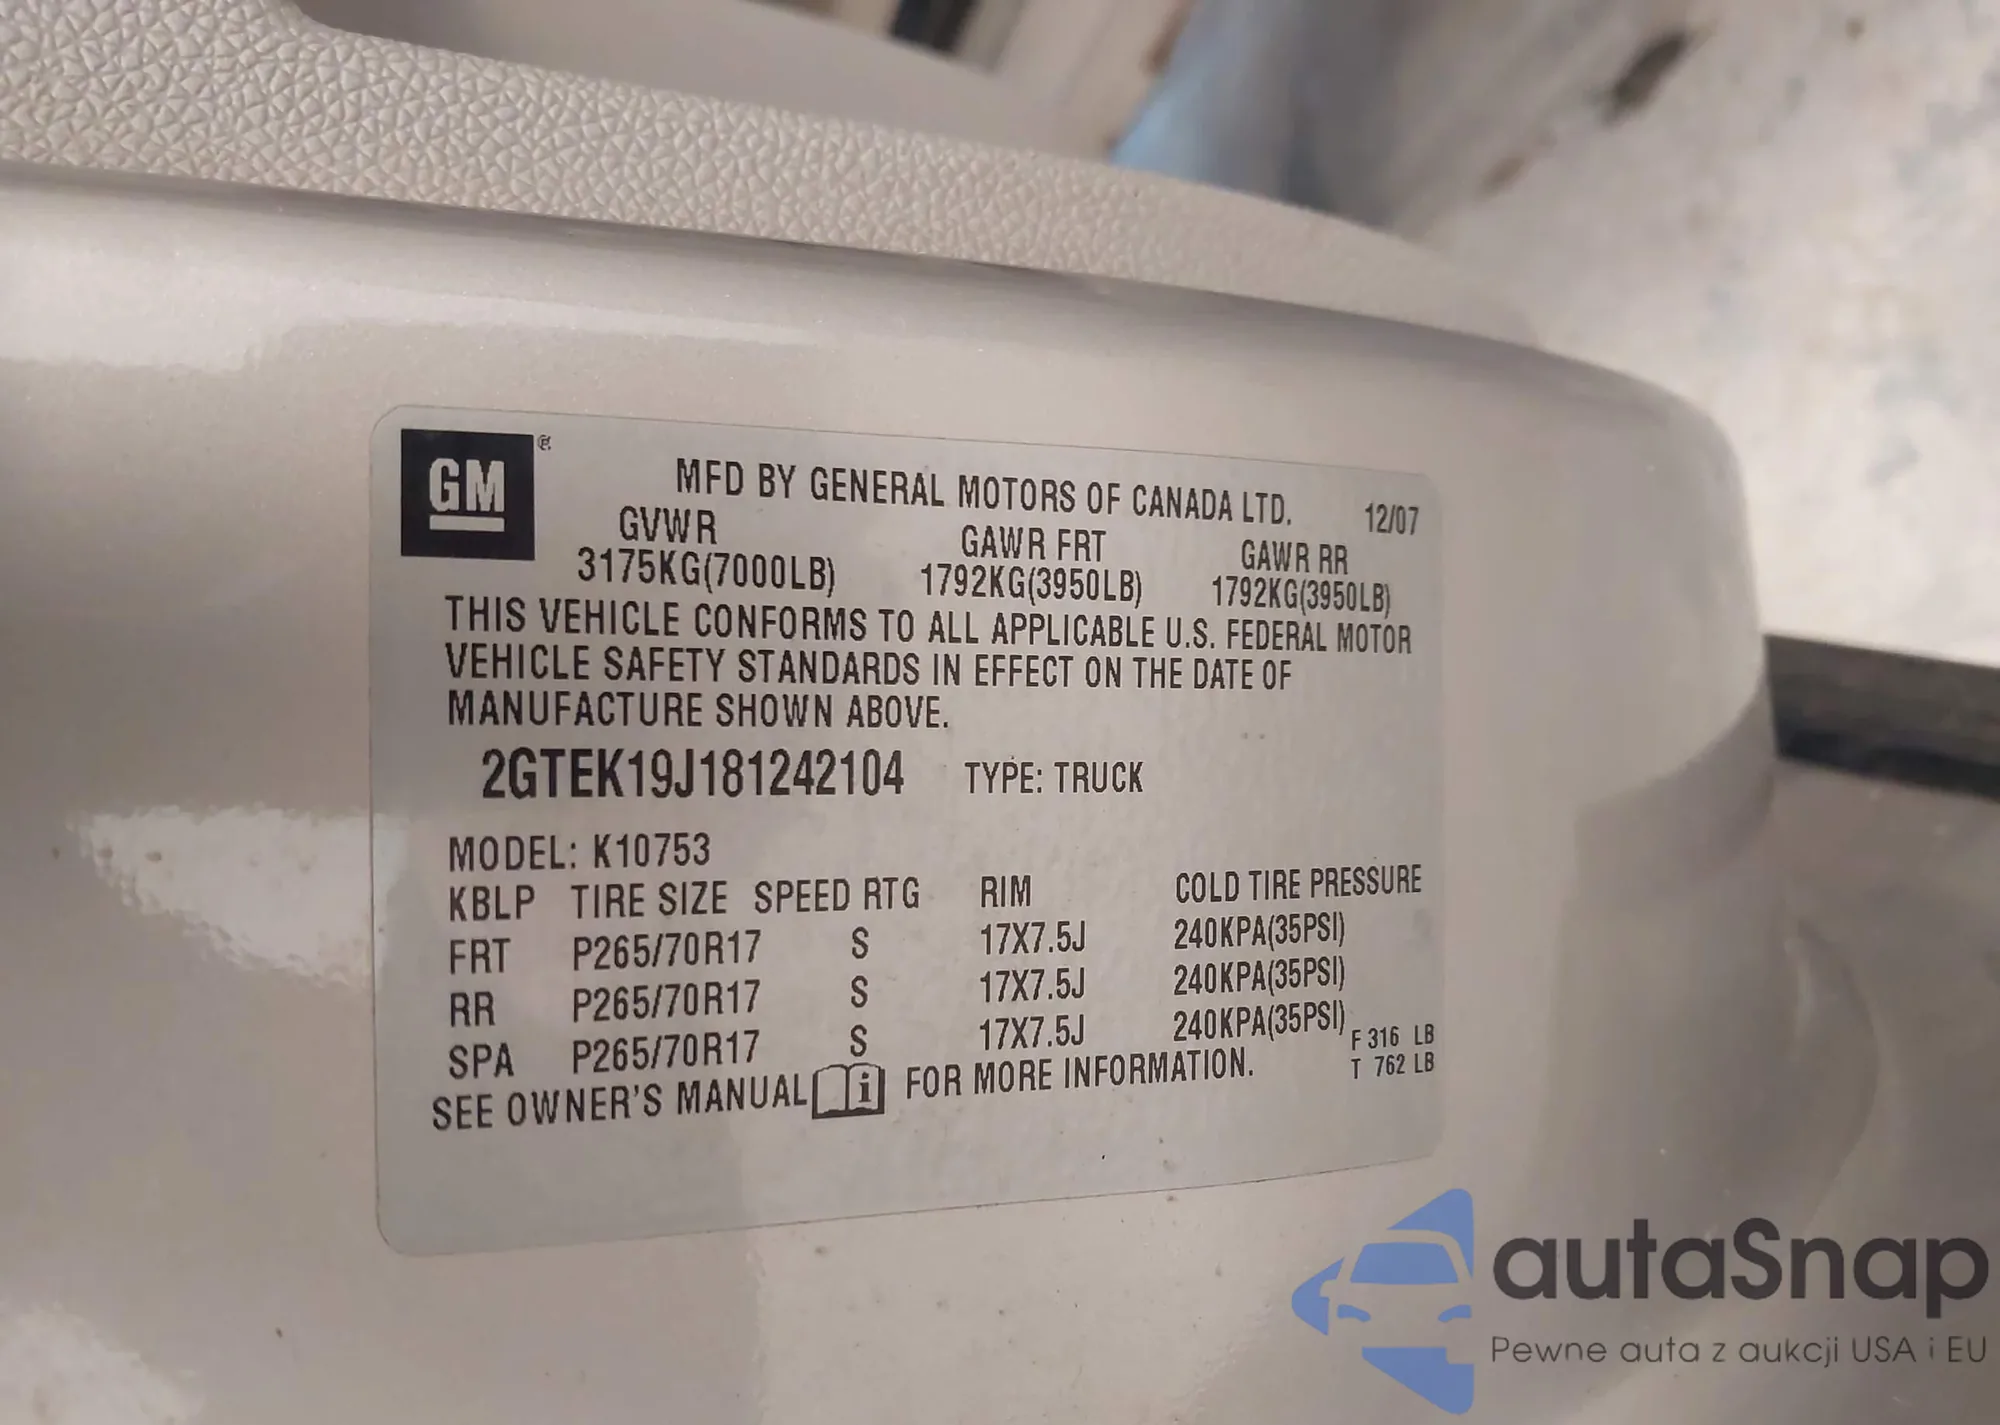 GM ®
MFD BY GENERAL MOTORS OF CANADA LTD. 12/07
GVWR GAWR FRT GAWR RR
3175KG(7000LB) 1792KG(3950LB) 1792KG(3950LB)
THIS VEHICLE CONFORMS TO ALL APPLICABLE U.S. FEDERAL MOTOR
VEHICLE SAFETY STANDARDS IN EFFECT ON THE DATE OF
MANUFACTURE SHOWN ABOVE.
2GTEK19J181242104 TYPE: TRUCK
MODEL: K10753
KBLP TIRE SIZE SPEED RTG RIM COLD TIRE PRESSURE
FRT P265/70R17 S 17X7.5J 240KPA(35PSI)
RR P265/70R17 S 17X7.5J 240KPA(35PSI)
SPA P265/70R17 S 17X7.5J 240KPA(35PSI) F 316 LB
SEE OWNER'S MANUAL i FOR MORE INFORMATION. T 762 LB
autaSnap
Pewne auta z aukcji USA i EU